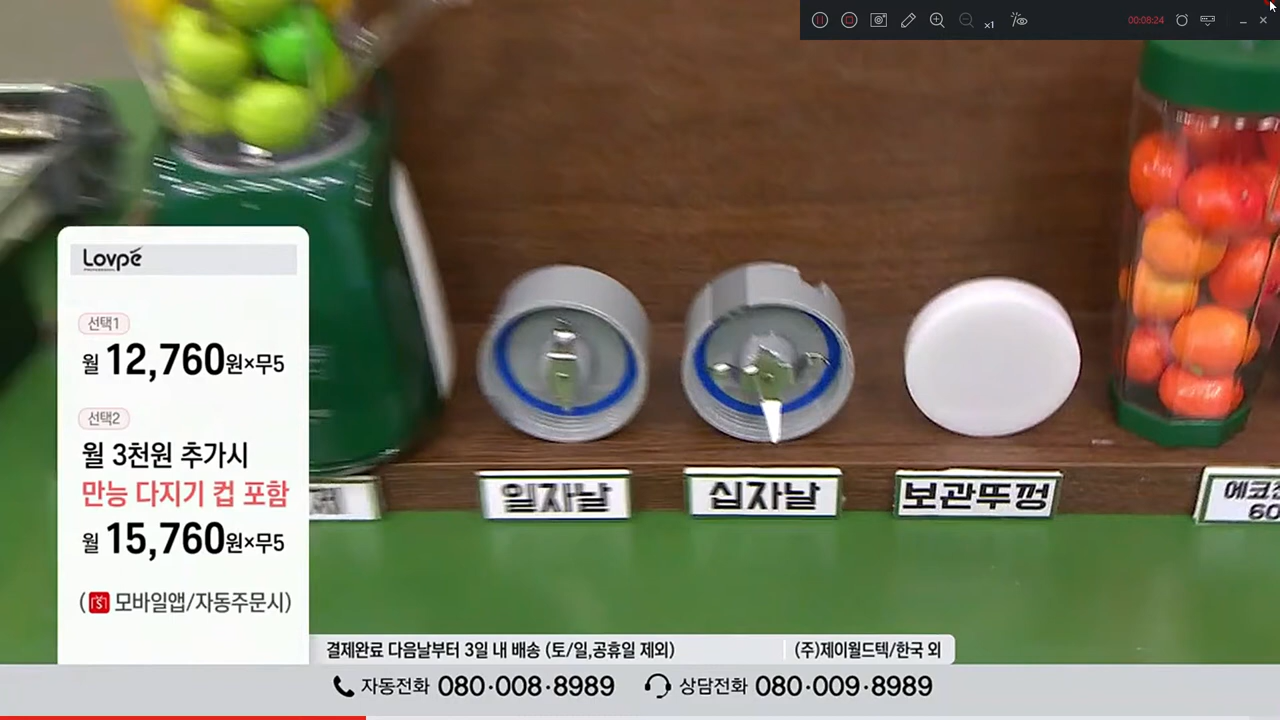 x1
00:08:24
Lovpé
PROFESSIONAL
선택1
월 12,760원×무5
선택2
월 3천원 추가시
만능 다지기 컵 포함
월 15,760원×무5
(모바일앱/자동주문시)
일자날
십자날
보관뚜껑
60
결제완료 다음날부터 3일 내 배송 (토/일,공휴일 제외)
(주)제이월드텍/한국 외
자동전화 080·008·8989
상담전화 080·009·8989